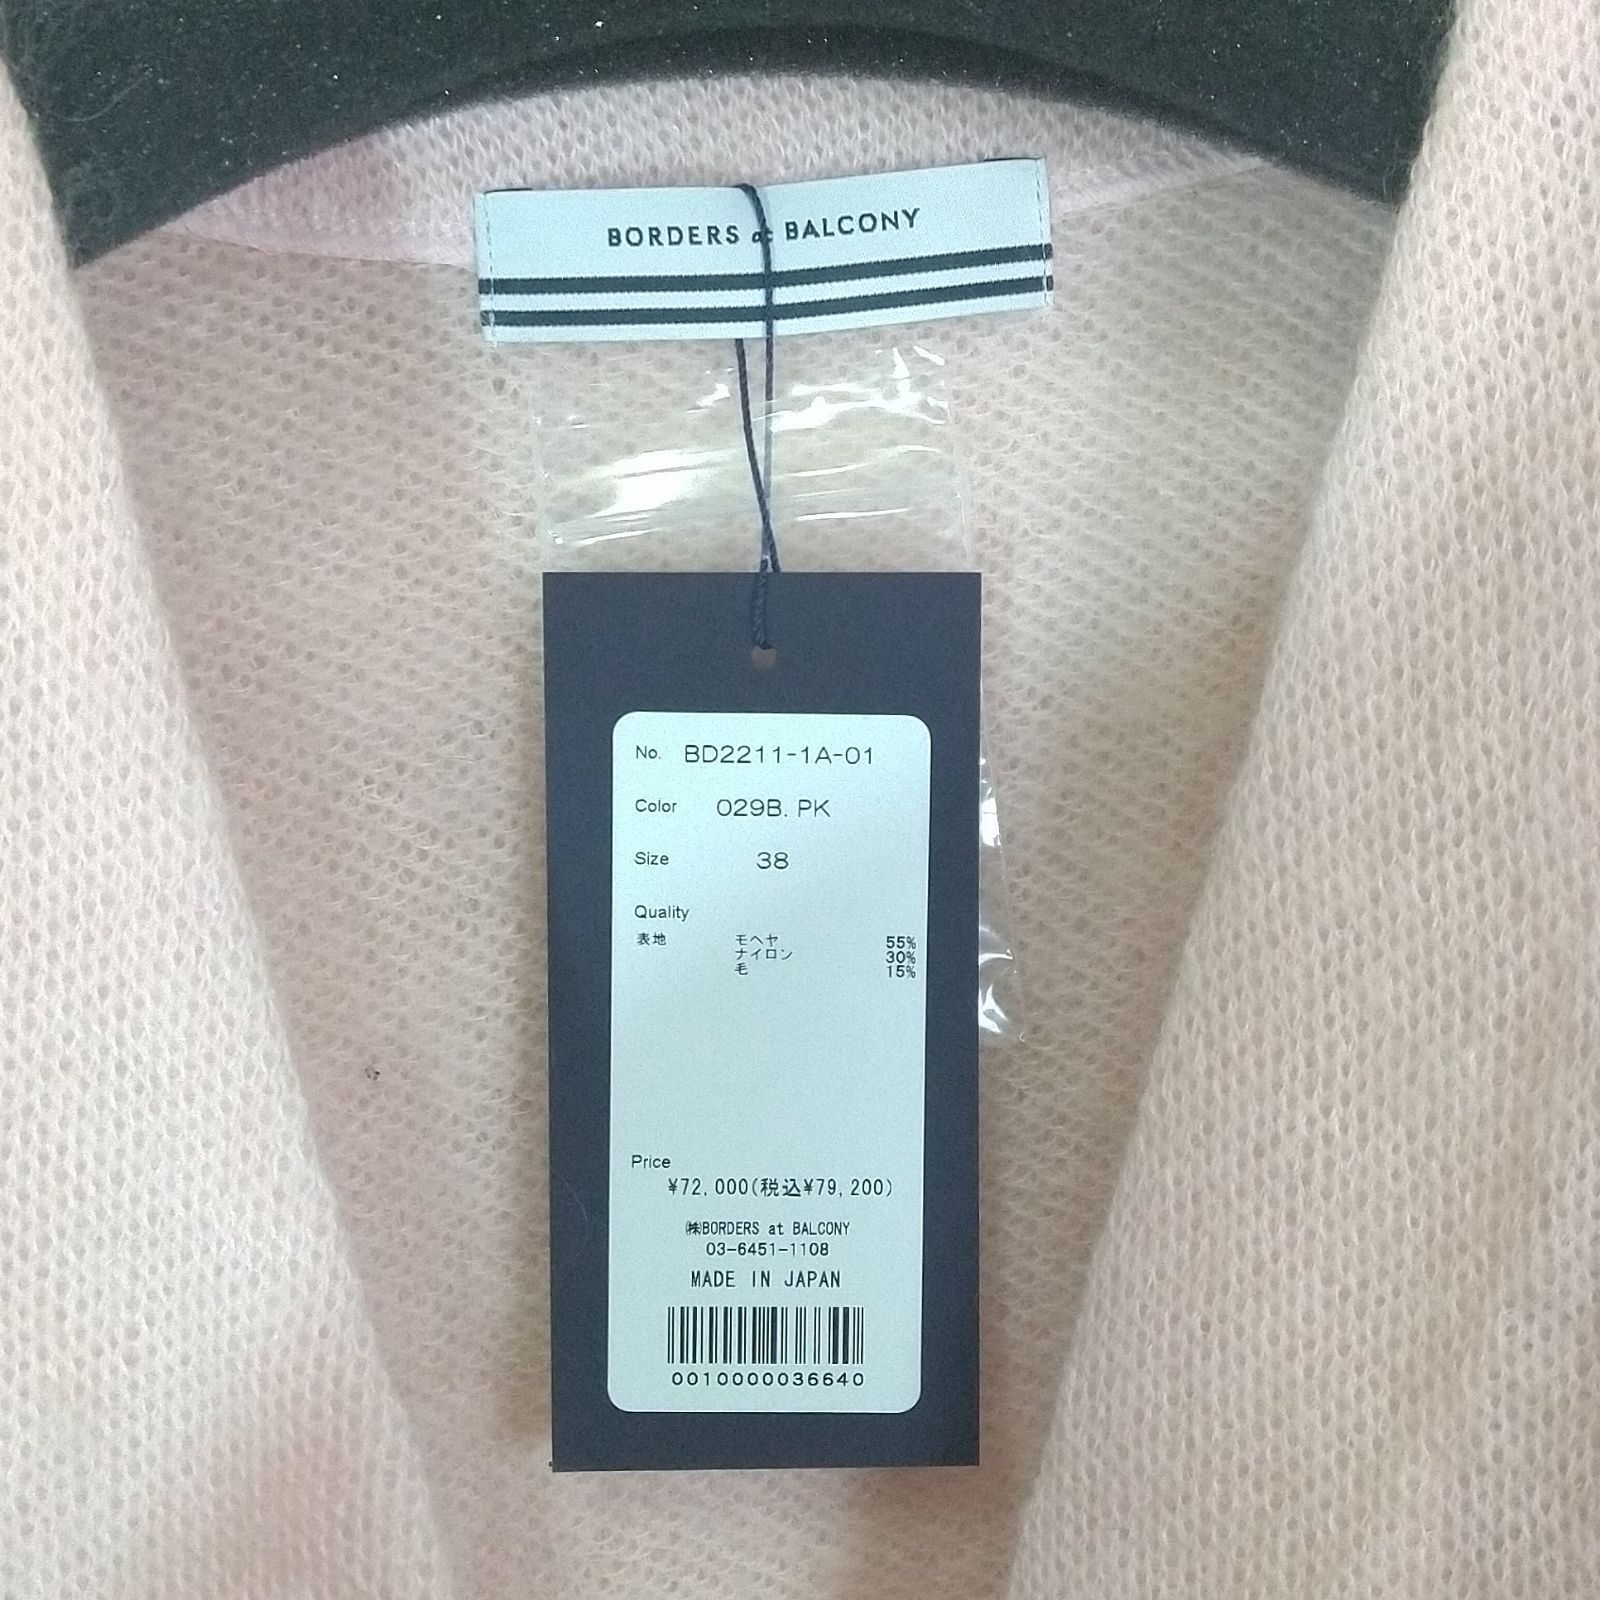 BORDERS at BALCONY
No. BD2211-1A-01
Color 029B. PK
Size 38
Quality
表地 モヘヤ 55%
ナイロン 30%
毛 15%
Price
¥72,000(税込¥79,200)
㈱BORDERS at BALCONY
03-6451-1108
MADE IN JAPAN
0010000036640